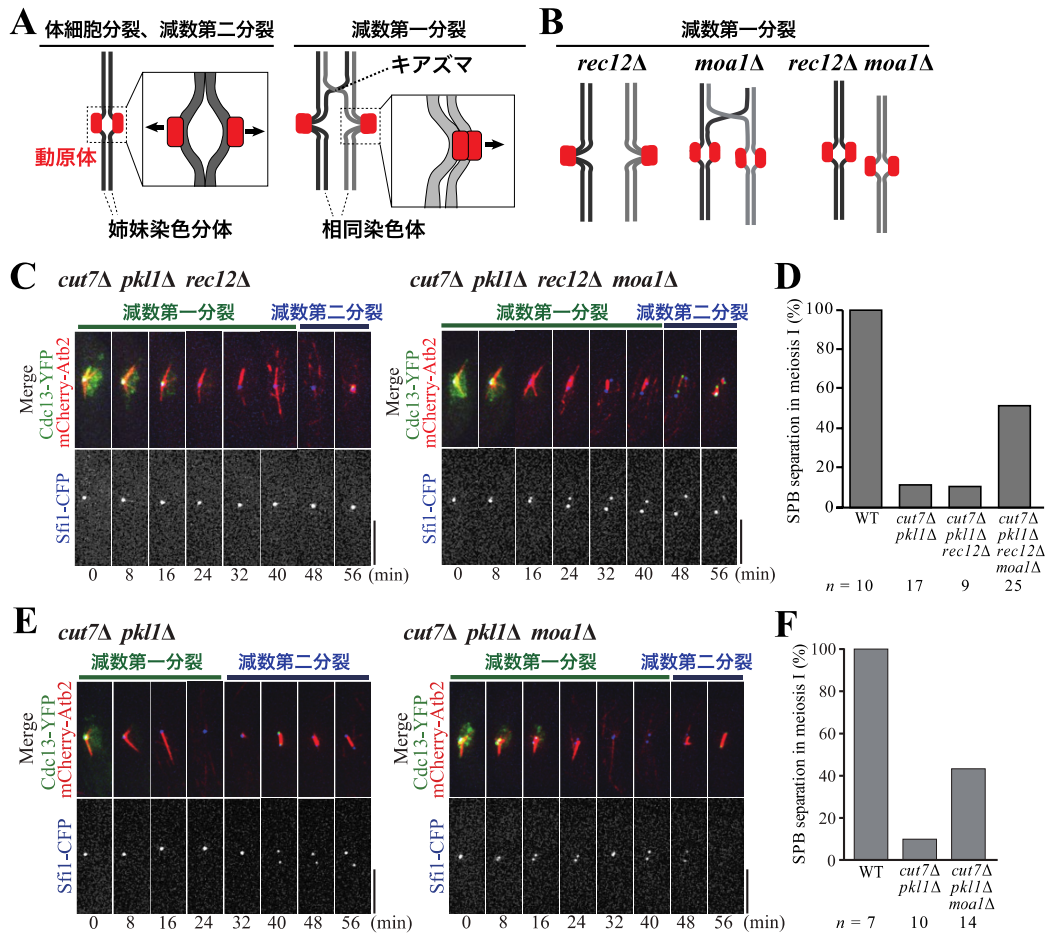 A
体細胞分裂、減数第二分裂
減数第一分裂
キアズマ
動原体
姉妹染色分体
相同染色体
B
減数第一分裂
rec12Δ
moa1Δ
rec12Δ moa1Δ
C
cut7Δ pkl1Δ rec12Δ
減数第一分裂
減数第二分裂
Merge
Cdc13-YFP
mCherry-Atb2
Sfi1-CFP
0 8 16 24 32 40 48 56 (min)
cut7Δ pkl1Δ rec12Δ moa1Δ
減数第一分裂
減数第二分裂
Merge
Cdc13-YFP
mCherry-Atb2
Sfi1-CFP
0 8 16 24 32 40 48 56 (min)
D
SPB separation in meiosis I (%)
100
80
60
40
20
0
WT
cut7Δ
pkl1Δ
cut7Δ
pkl1Δ
rec12Δ
cut7Δ
pkl1Δ
rec12Δ
moa1Δ
n = 10 17 9 25
E
cut7Δ pkl1Δ
減数第一分裂
減数第二分裂
Merge
Cdc13-YFP
mCherry-Atb2
Sfi1-CFP
0 8 16 24 32 40 48 56 (min)
cut7Δ pkl1Δ moa1Δ
減数第一分裂
減数第二分裂
Merge
Cdc13-YFP
mCherry-Atb2
Sfi1-CFP
0 8 16 24 32 40 48 56 (min)
F
SPB separation in meiosis I (%)
100
80
60
40
20
0
WT
cut7Δ
pkl1Δ
cut7Δ
pkl1Δ
moa1Δ
n = 7 10 14